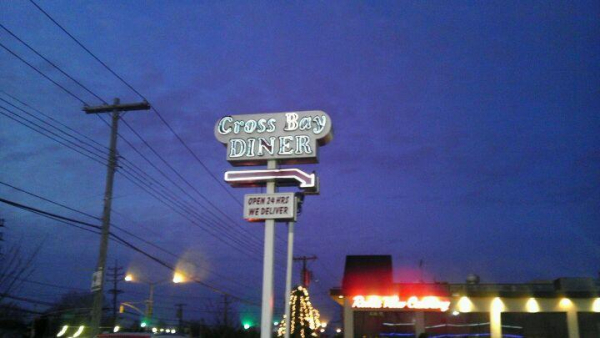 Cross Bay
DINER
OPEN 24 HRS
WE DELIVER